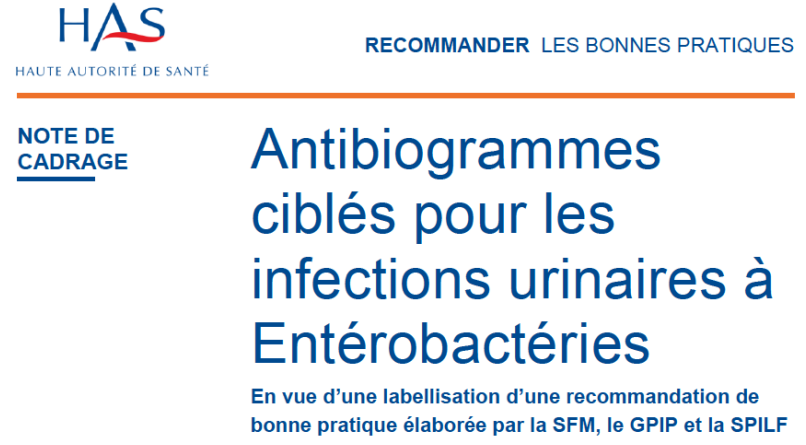 HAS
HAUTE AUTORITÉ DE SANTÉ
RECOMMANDER LES BONNES PRATIQUES
NOTE DE
CADRAGE
Antibiogrammes
ciblés pour les
infections urinaires à
Entérobactéries
En vue d’une labellisation d’une recommandation de
bonne pratique élaborée par la SFM, le GPIP et la SPILF